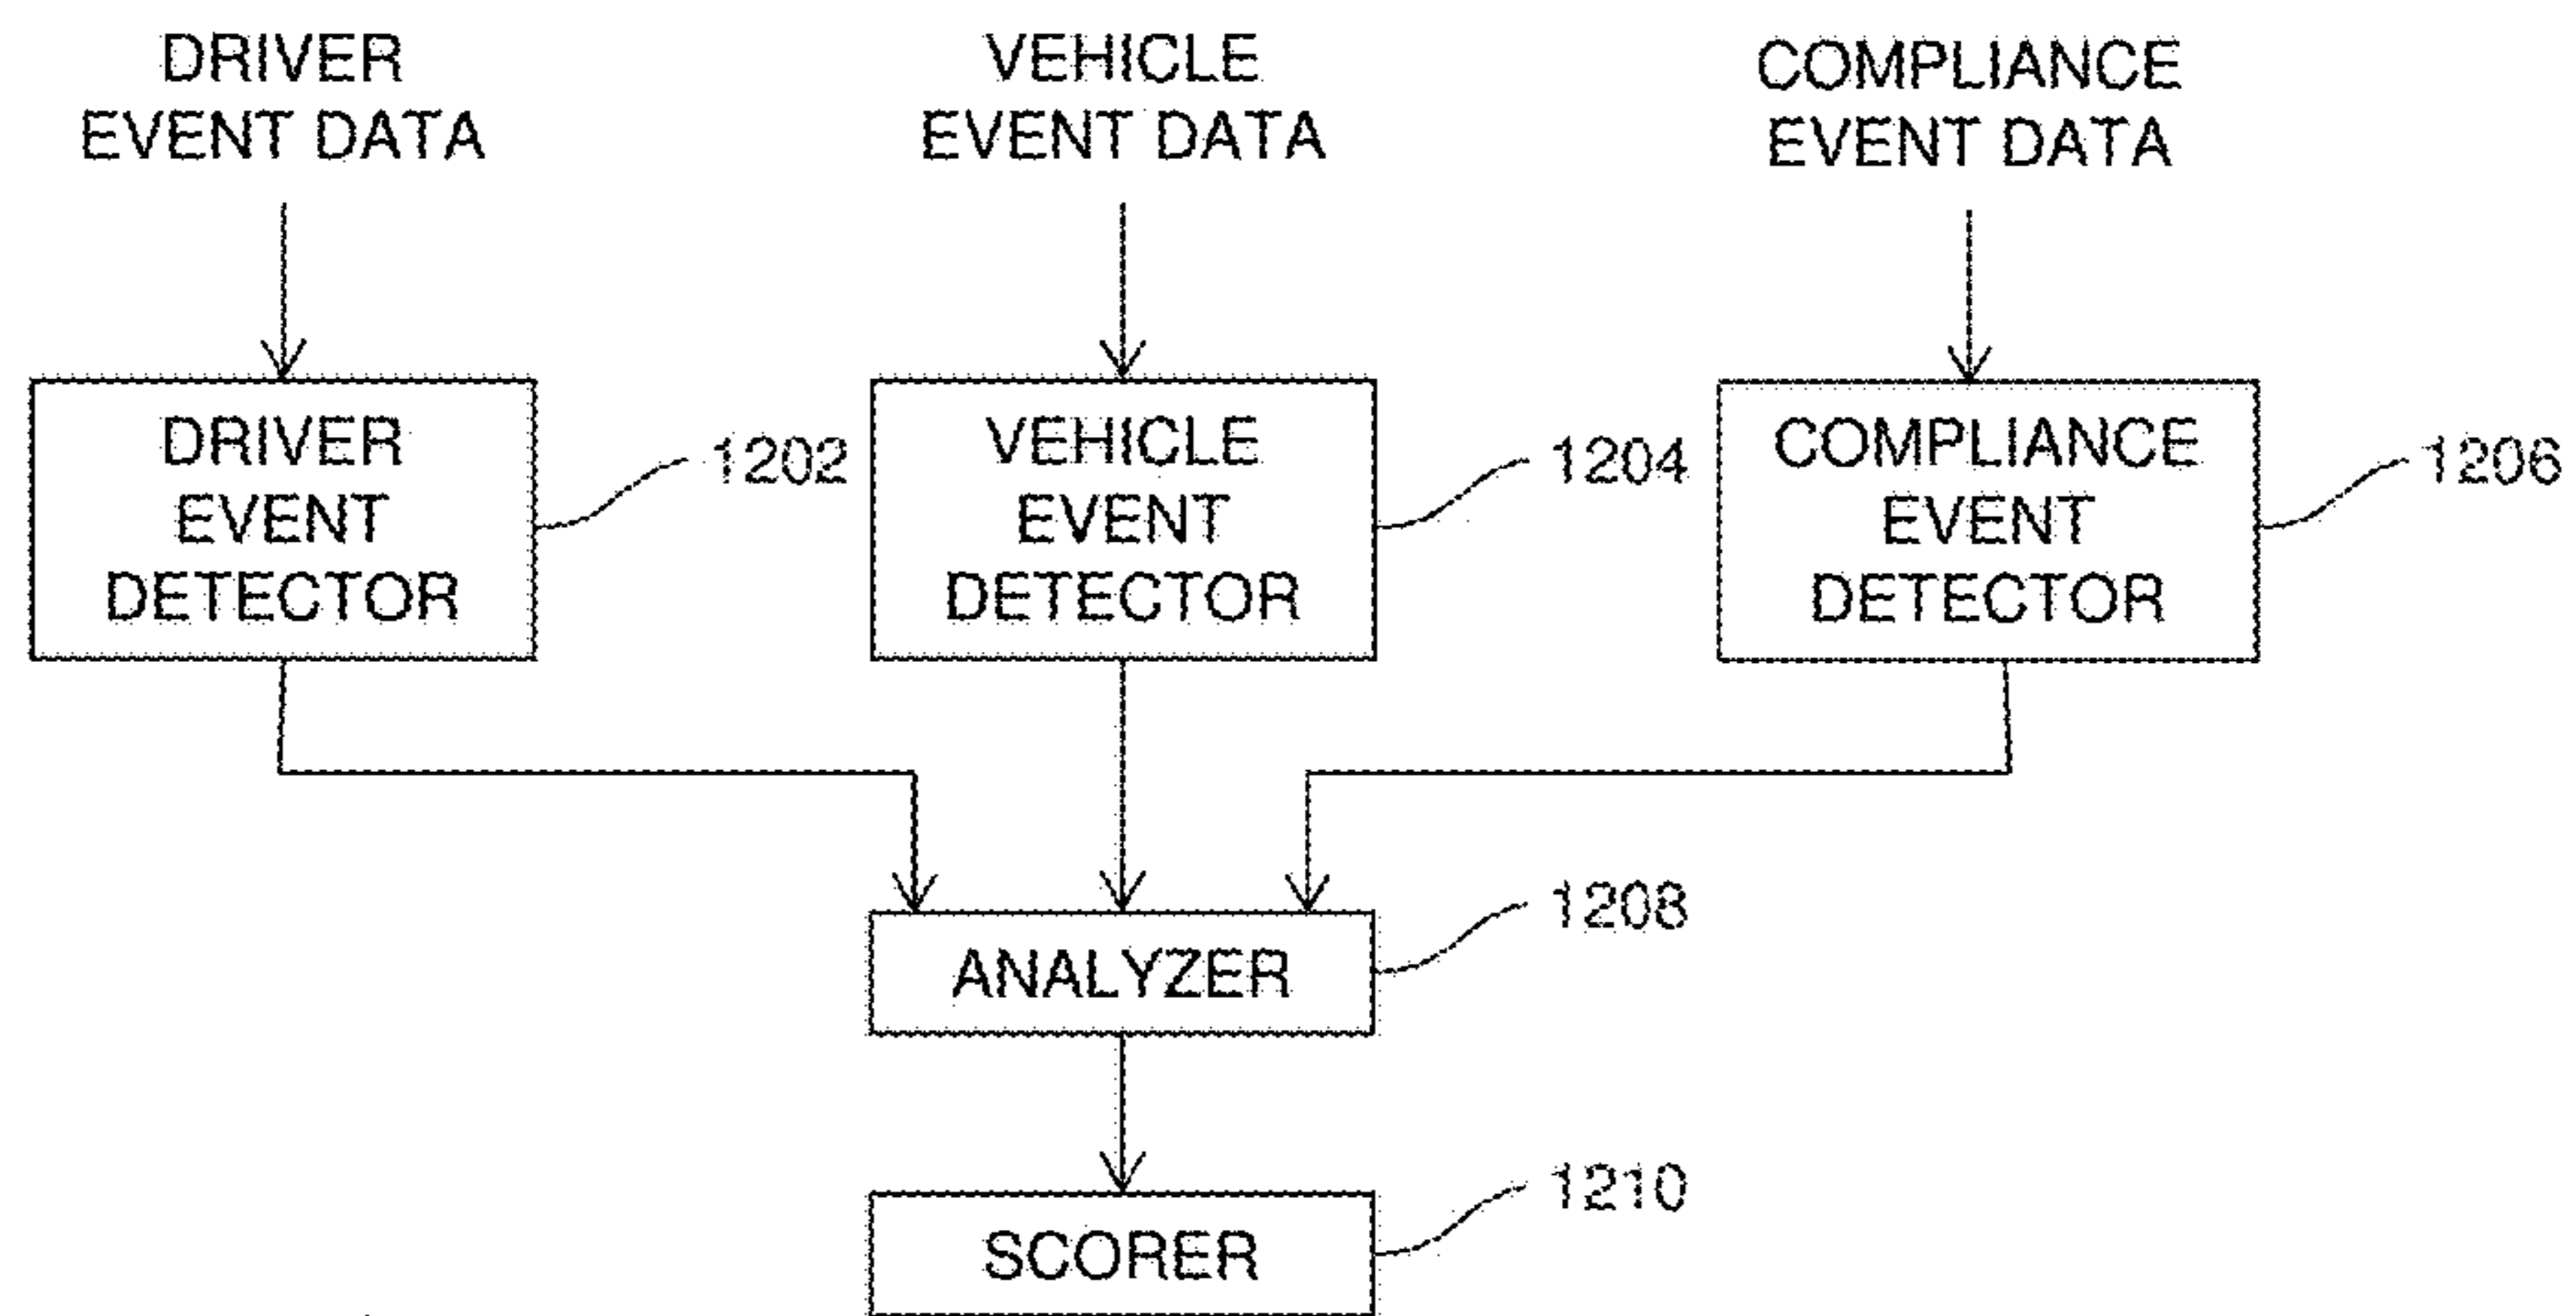 DRIVER
EVENT DATA
VEHICLE
EVENT DATA
COMPLIANCE
EVENT DATA
DRIVER
EVENT
DETECTOR
1202
VEHICLE
EVENT
DETECTOR
1204
COMPLIANCE
EVENT
DETECTOR
1206
ANALYZER
1208
SCORER
1210